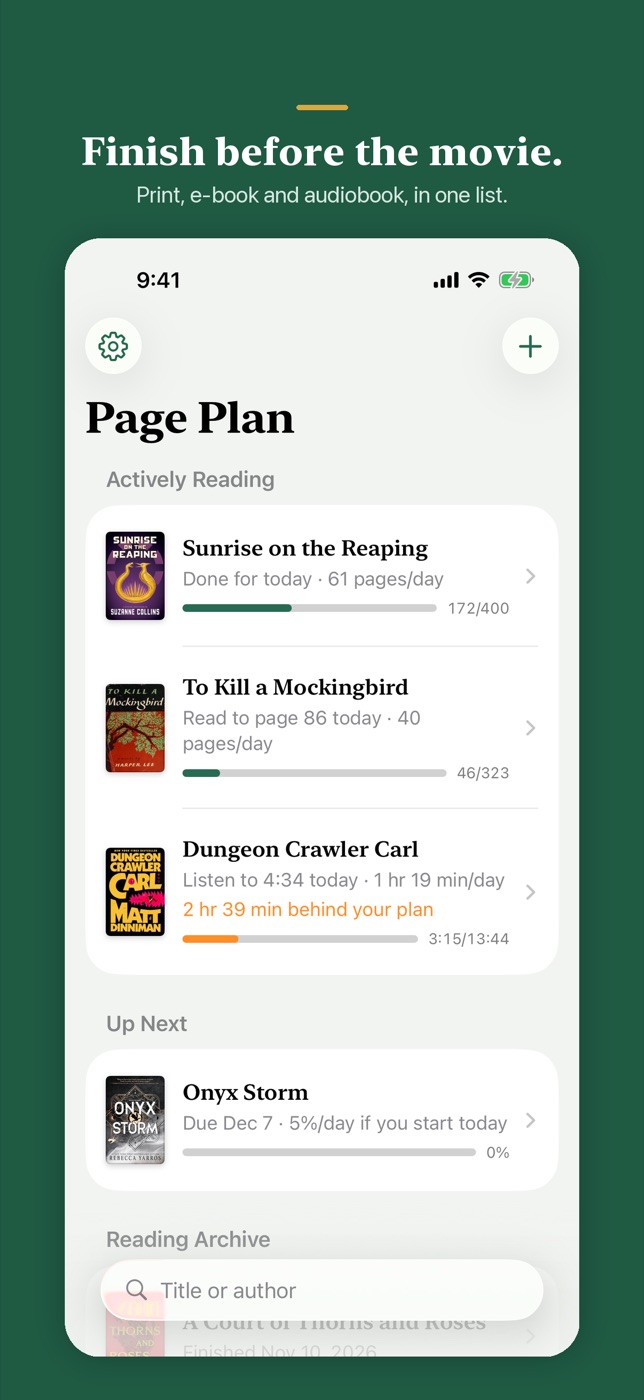 Finish before the movie.
Print, e-book and audiobook, in one list.
9:41
Page Plan
Actively Reading
SUNRISE
ON THE
REAPING
SUZANNE COLLINS
Sunrise on the Reaping
Done for today · 61 pages/day
172/400
TO KILL A
Mockingbird
HARPER LEE
To Kill a Mockingbird
Read to page 86 today · 40
pages/day
46/323
DUNGEON
CRAWLER
CARL
MATT
DINNIMAN
Dungeon Crawler Carl
Listen to 4:34 today · 1 hr 19 min/day
2 hr 39 min behind your plan
3:15/13:44
Up Next
ONYX
STORM
REBECCA YARROS
Onyx Storm
Due Dec 7 · 5%/day if you start today
0%
Reading Archive
Title or author
THORNS
AND
ROSES
A Court of Thorns and Roses
Finished Nov 10, 2026